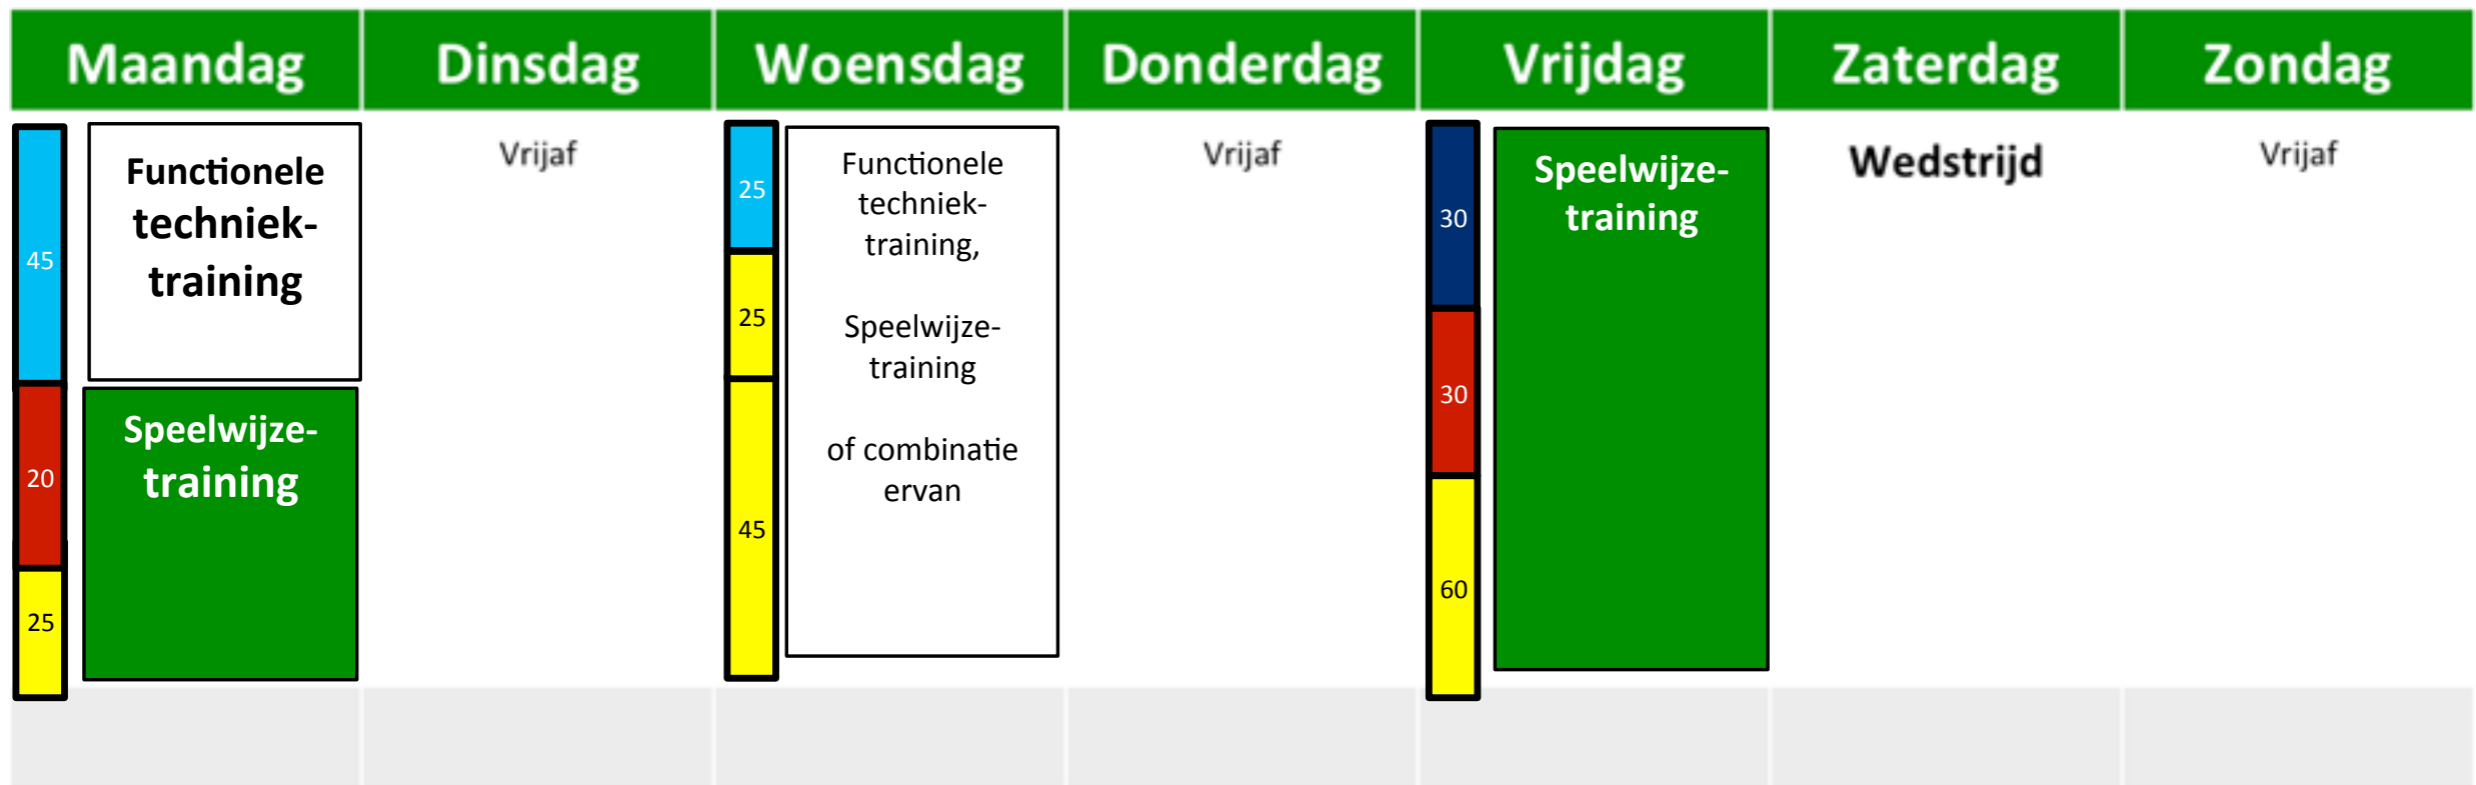 Maandag Dinsdag Woensdag Donderdag Vrijdag Zaterdag Zondag
45
20
25
Functionele
techniek-
training
Speelwijze-
training
Vrijaf
25
25
45
Functionele
techniek-
training,
Speelwijze-
training
of combinatie
ervan
Vrijaf
30
30
60
Speelwijze-
training
Wedstrijd
Vrijaf